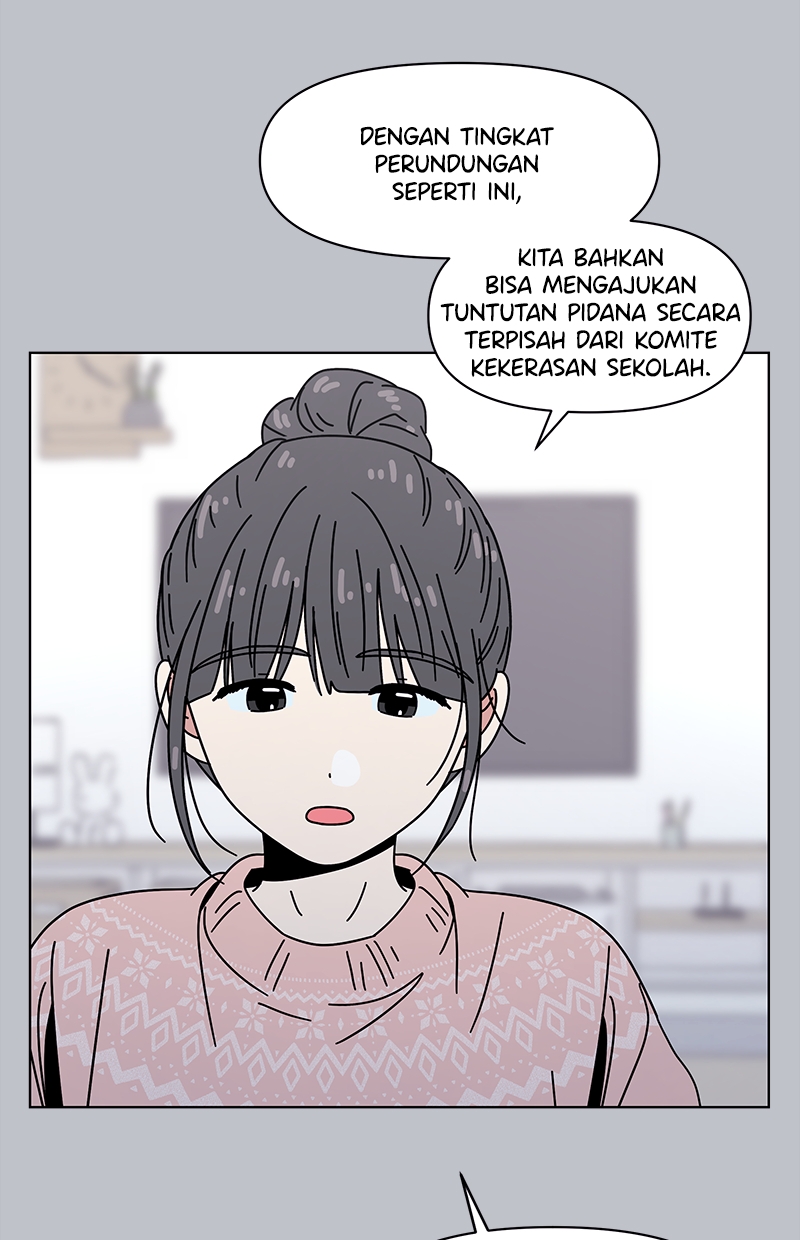 DENGAN TINGKAT
PERUNDUNGAN
SEPERTI INI,
KITA BAHKAN
BISA MENGAJUKAN
TUNTUTAN PIDANA SECARA
TERPISAH DARI KOMITE
KEKERASAN SEKOLAH.